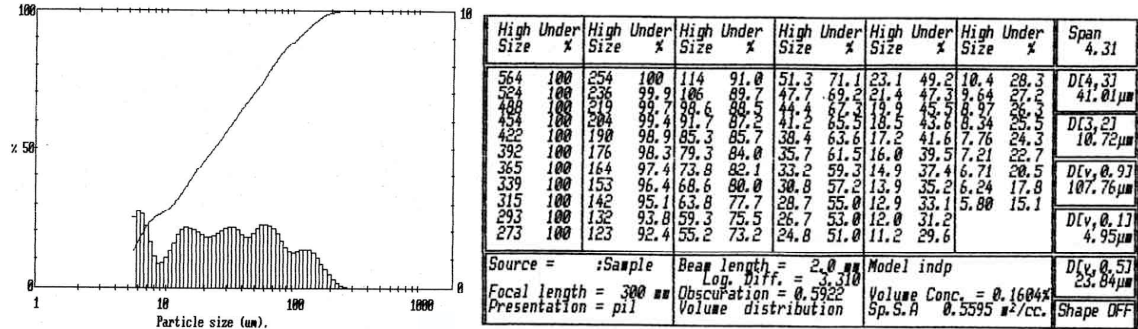 100
10
% 50
0
0
1
10
100
1000
Particle size (um).
High Under High Under High Under High Under High Under High Under Span
Size % Size % Size % Size % Size % Size % 4.31
564 100 254 100 114 91.0 51.3 71.1 23.1 49.2 10.4 28.3 D[4,3]
524 100 236 99.9 106 89.7 47.7 69.2 21.4 47.3 9.64 27.2 41.01µm
488 100 219 99.7 98.6 88.5 44.4 67.3 19.9 45.5 8.97 26.3
454 100 204 99.4 91.7 87.2 41.2 65.5 18.5 43.6 8.34 25.5 D[3,2]
422 100 190 98.9 85.3 85.7 38.4 63.6 17.2 41.6 7.76 24.3 10.72µm
392 100 176 98.3 79.3 84.0 35.7 61.5 16.0 39.5 7.21 22.7
365 100 164 97.4 73.8 82.1 33.2 59.3 14.9 37.4 6.71 20.5 D[v,0.9]
339 100 153 96.4 68.6 80.0 30.8 57.2 13.9 35.2 6.24 17.8 107.76µm
315 100 142 95.1 63.8 77.7 28.7 55.0 12.9 33.1 5.80 15.1
293 100 132 93.8 59.3 75.5 26.7 53.0 12.0 31.2 D[v,0.1]
273 100 123 92.4 55.2 73.2 24.8 51.0 11.2 29.6 4.95µm
Source = :Sample Beam length = 2.0 mm Model indp D[v,0.5]
Log. Diff. = 3.310 23.84µm
Focal length = 300 mm Obscuration = 0.5922 Volume Conc. = 0.1604%
Presentation = pil Volume distribution Sp.S.A 0.5595 m²/cc. Shape OFF